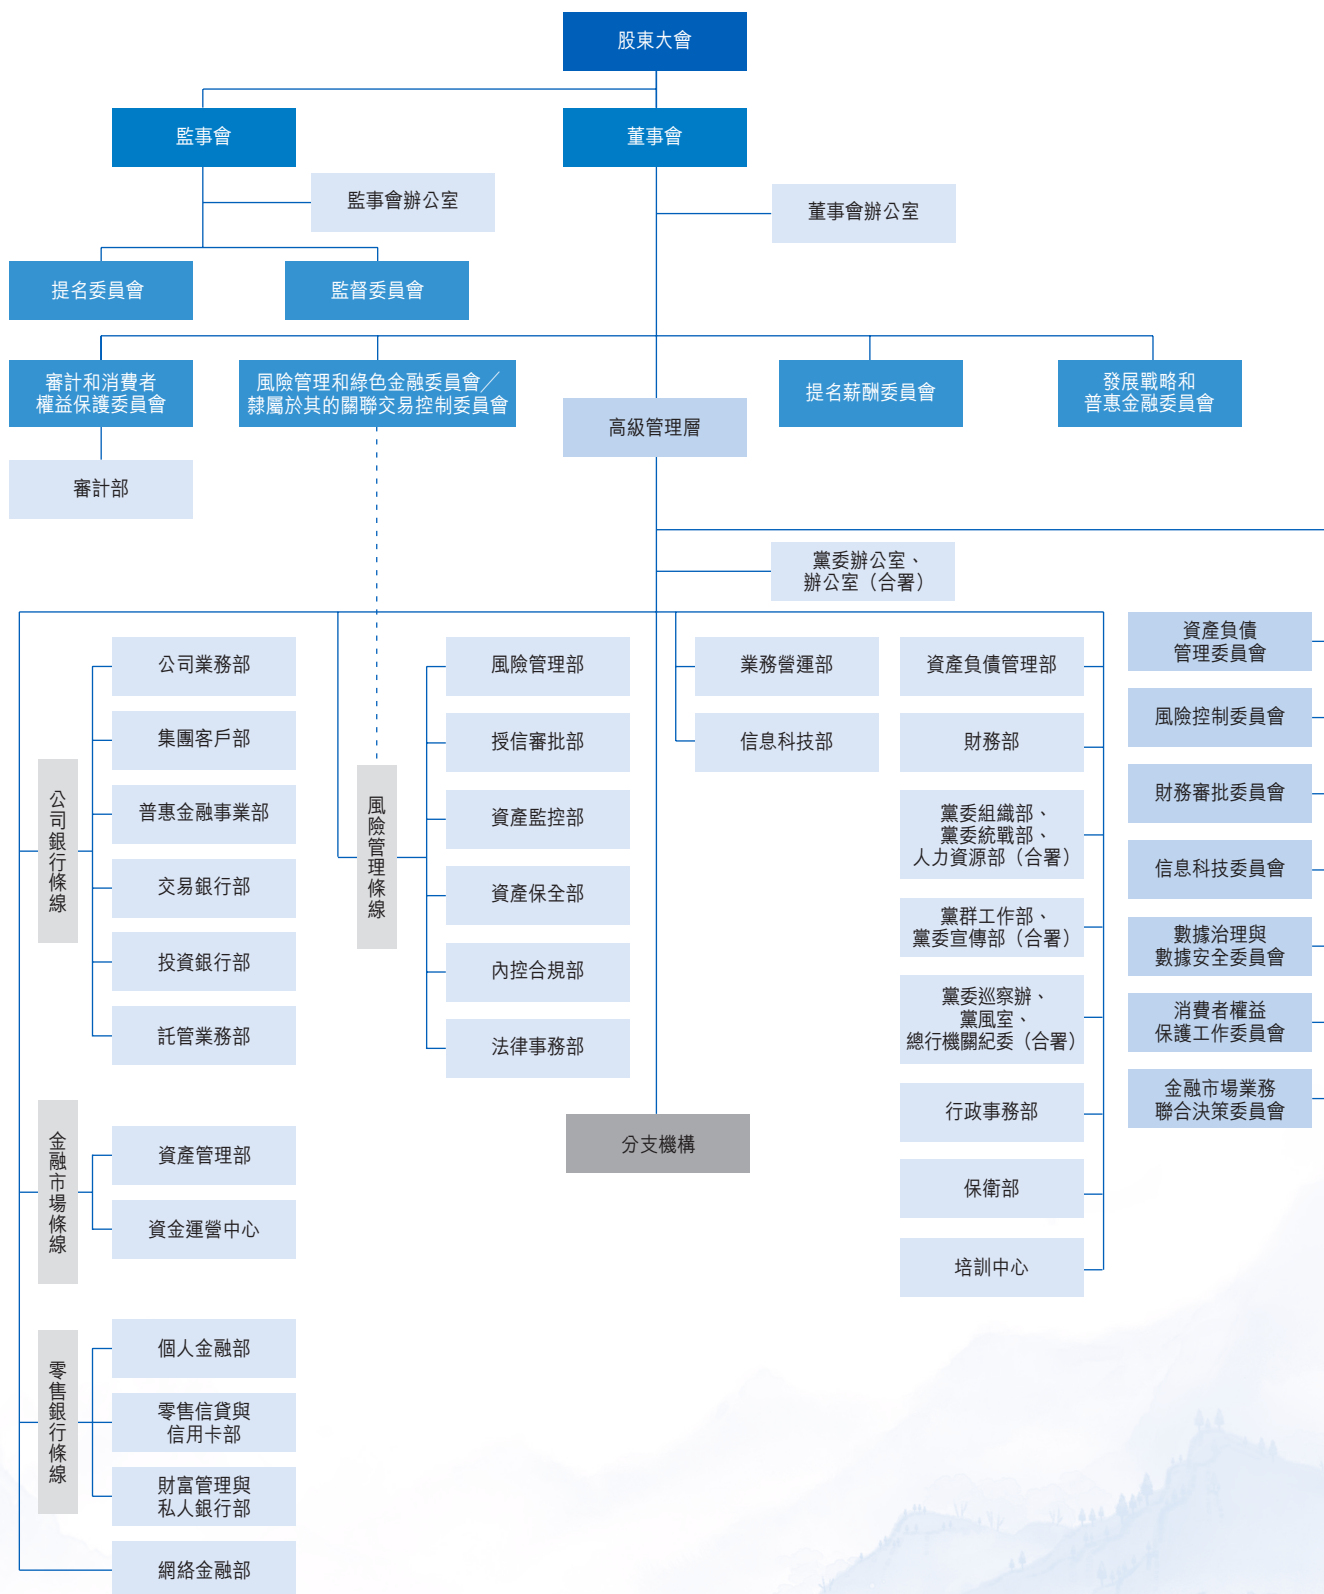 股東大會
監事會
董事會
監事會辦公室
董事會辦公室
提名委員會
監督委員會
審計和消費者
權益保護委員會
風險管理和綠色金融委員會／
隸屬於其的關聯交易控制委員會
高級管理層
提名薪酬委員會
發展戰略和
普惠金融委員會
審計部
黨委辦公室、
辦公室（合署）
公司銀行條線
公司業務部
集團客戶部
普惠金融事業部
交易銀行部
投資銀行部
託管業務部
金融市場條線
資產管理部
資金運營中心
零售銀行條線
個人金融部
零售信貸與
信用卡部
財富管理與
私人銀行部
網絡金融部
風險管理條線
風險管理部
授信審批部
資產監控部
資產保全部
內控合規部
法律事務部
分支機構
業務營運部
信息科技部
資產負債管理部
財務部
黨委組織部、
黨委統戰部、
人力資源部（合署）
黨群工作部、
黨委宣傳部（合署）
黨委巡察辦、
黨風室、
總行機關紀委（合署）
行政事務部
保衛部
培訓中心
資產負債
管理委員會
風險控制委員會
財務審批委員會
信息科技委員會
數據治理與
數據安全委員會
消費者權益
保護工作委員會
金融市場業務
聯合決策委員會